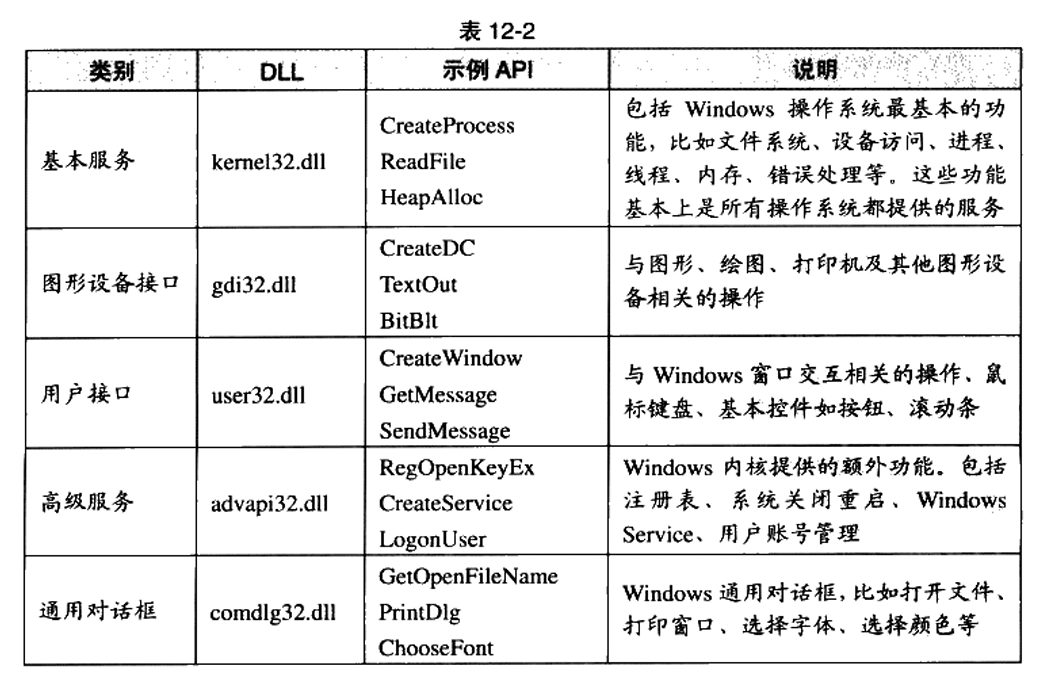 表 12-2
类别
DLL
示例 API
说明
基本服务
kernel32.dll
CreateProcess
ReadFile
HeapAlloc
包括 Windows 操作系统最基本的功
能，比如文件系统、设备访问、进程、
线程、内存、错误处理等。这些功能
基本上是所有操作系统都提供的服务
图形设备接口
gdi32.dll
CreateDC
TextOut
BitBlt
与图形、绘图、打印机及其他图形设
备相关的操作
用户接口
user32.dll
CreateWindow
GetMessage
SendMessage
与 Windows 窗口交互相关的操作、鼠
标键盘、基本控件如按钮、滚动条
高级服务
advapi32.dll
RegOpenKeyEx
CreateService
LogonUser
Windows 内核提供的额外功能。包括
注册表、系统关闭重启、Windows
Service、用户账号管理
通用对话框
comdlg32.dll
GetOpenFileName
PrintDlg
ChooseFont
Windows 通用对话框，比如打开文件、
打印窗口、选择字体、选择颜色等